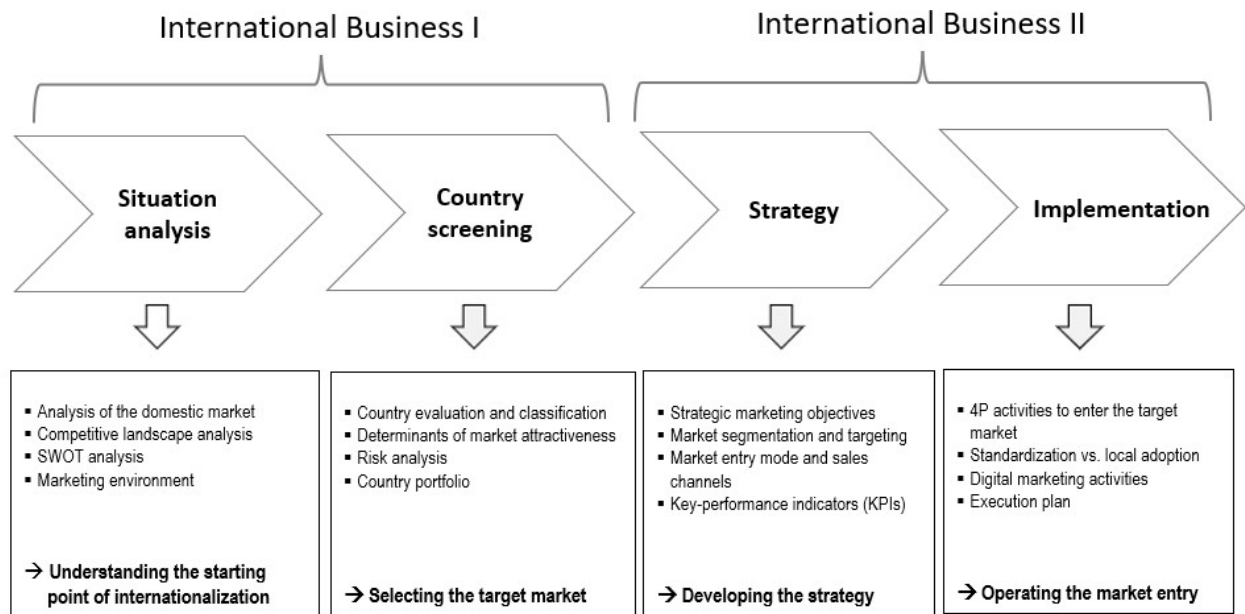 International Business I
International Business II
Situation
analysis
Country
screening
Strategy
Implementation
▪ Analysis of the domestic market
▪ Competitive landscape analysis
▪ SWOT analysis
▪ Marketing environment
→ Understanding the starting
point of internationalization
▪ Country evaluation and classification
▪ Determinants of market attractiveness
▪ Risk analysis
▪ Country portfolio
→ Selecting the target market
▪ Strategic marketing objectives
▪ Market segmentation and targeting
▪ Market entry mode and sales
channels
▪ Key-performance indicators (KPIs)
→ Developing the strategy
▪ 4P activities to enter the target
market
▪ Standardization vs. local adoption
▪ Digital marketing activities
▪ Execution plan
→ Operating the market entry